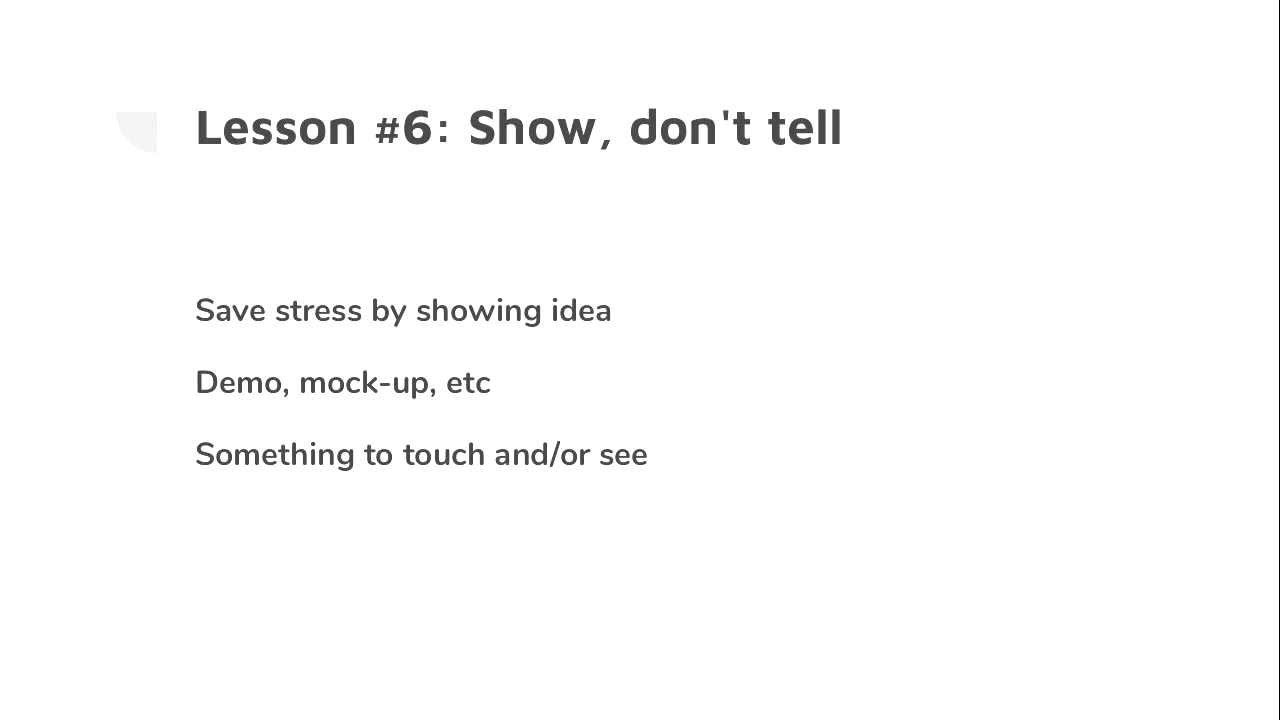 Lesson #6: Show, don't tell
Save stress by showing idea
Demo, mock-up, etc
Something to touch and/or see